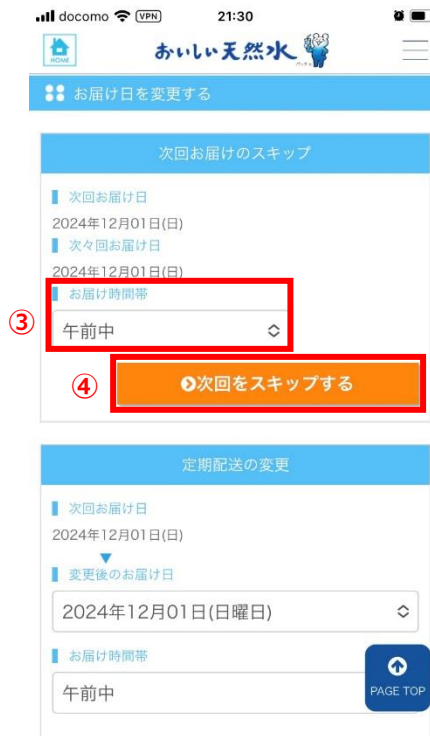 docomo VPN 21:30
HOME おいしい天然水
お届け日を変更する
次回お届けのスキップ
次回お届け日
2024年12月01日(日)
次々回お届け日
2024年12月01日(日)
お届け時間帯
③ 午前中
④ 次回をスキップする
定期配送の変更
次回お届け日
2024年12月01日(日)
変更後のお届け日
2024年12月01日(日曜日)
お届け時間帯
午前中
PAGE TOP